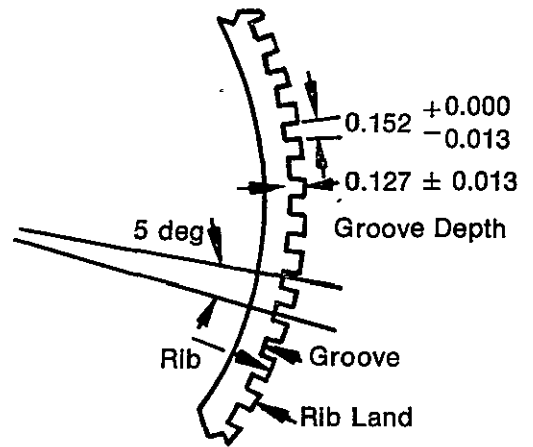 +0.000
0.152
−0.013
0.127 ± 0.013
Groove Depth
5 deg
Rib
Groove
Rib Land